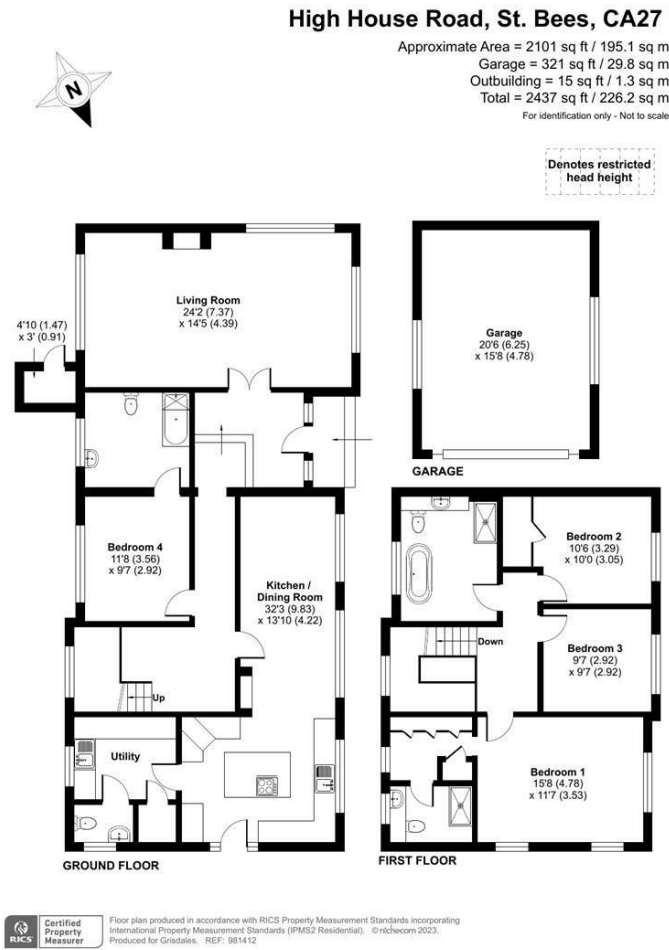 High House Road, St. Bees, CA27
Approximate Area = 2101 sq ft / 195.1 sq m
Garage = 321 sq ft / 29.8 sq m
Outbuilding = 15 sq ft / 1.3 sq m
Total = 2437 sq ft / 226.2 sq m
For identification only - Not to scale
N
Denotes restricted
head height
Living Room
24'2 (7.37)
x 14'5 (4.39)
4'10 (1.47)
x 3' (0.91)
Garage
20'6 (6.25)
x 15'8 (4.78)
GARAGE
Bedroom 4
11'8 (3.56)
x 9'7 (2.92)
Kitchen /
Dining Room
32'3 (9.83)
x 13'10 (4.22)
Up
Utility
GROUND FLOOR
Bedroom 2
10'6 (3.29)
x 10'0 (3.05)
Down
Bedroom 3
9'7 (2.92)
x 9'7 (2.92)
Bedroom 1
15'8 (4.78)
x 11'7 (3.53)
FIRST FLOOR
RICS
Certified
Property
Measurer
Floor plan produced in accordance with RICS Property Measurement Standards incorporating
International Property Measurement Standards (IPMS2 Residential). © nichecom 2023.
Produced for Grisdales. REF: 981412